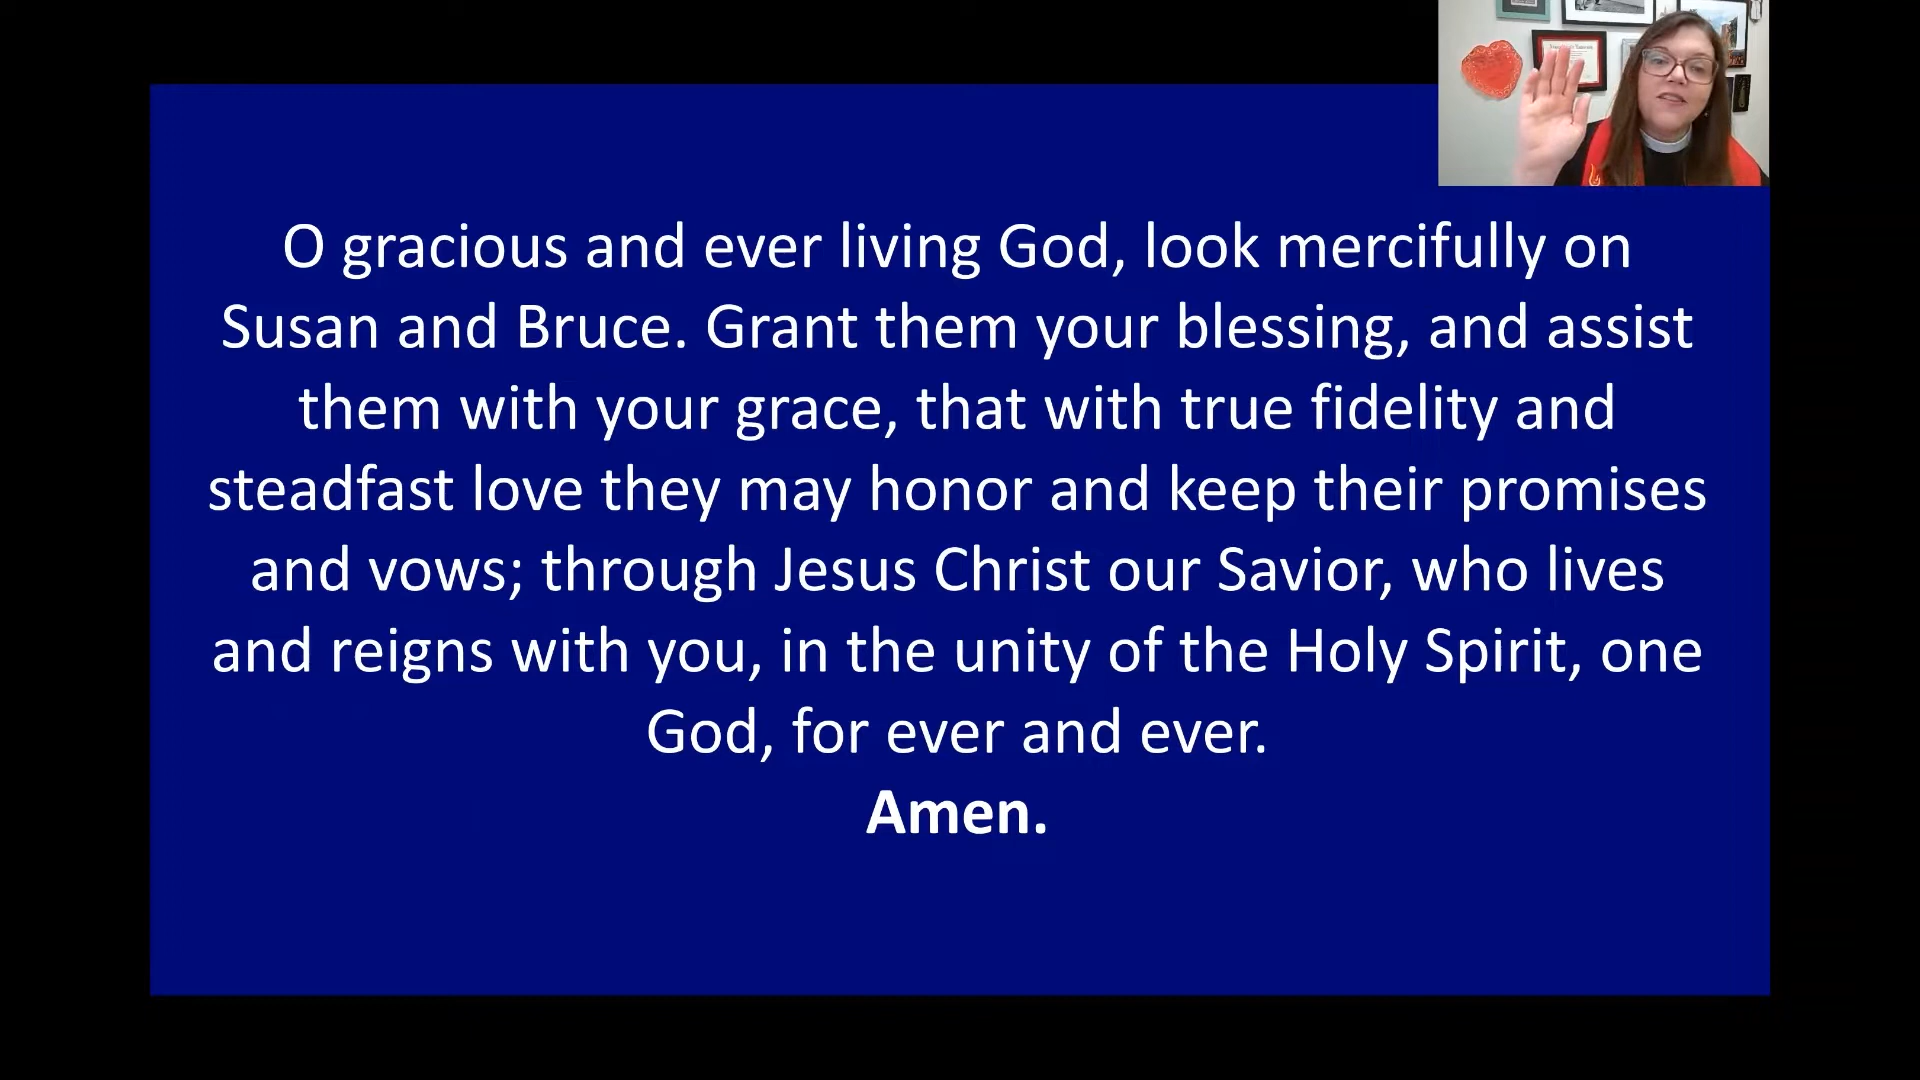 O gracious and ever living God, look mercifully on
Susan and Bruce. Grant them your blessing, and assist
them with your grace, that with true fidelity and
steadfast love they may honor and keep their promises
and vows; through Jesus Christ our Savior, who lives
and reigns with you, in the unity of the Holy Spirit, one
God, for ever and ever.
Amen.